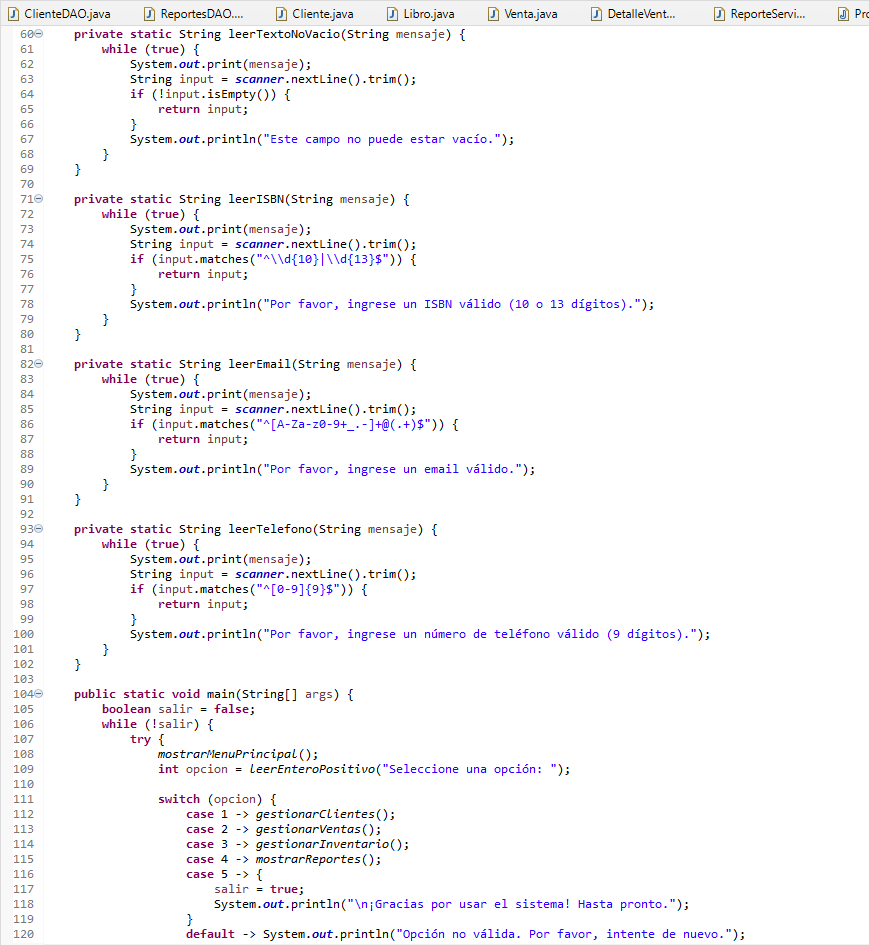 ClienteDAO.java ReportesDAO.... Cliente.java Libro.java Venta.java DetalleVent... ReporteServi... Pro
60 private static String leerTextoNoVacio(String mensaje) {
61 while (true) {
62 System.out.print(mensaje);
63 String input = scanner.nextLine().trim();
64 if (!input.isEmpty()) {
65 return input;
66 }
67 System.out.println("Este campo no puede estar vacío.");
68 }
69 }
70
71 private static String leerISBN(String mensaje) {
72 while (true) {
73 System.out.print(mensaje);
74 String input = scanner.nextLine().trim();
75 if (input.matches("^\\d{10}|\\d{13}$")) {
76 return input;
77 }
78 System.out.println("Por favor, ingrese un ISBN válido (10 o 13 dígitos).");
79 }
80 }
81
82 private static String leerEmail(String mensaje) {
83 while (true) {
84 System.out.print(mensaje);
85 String input = scanner.nextLine().trim();
86 if (input.matches("^[A-Za-z0-9+_.-]+@(.+)$")) {
87 return input;
88 }
89 System.out.println("Por favor, ingrese un email válido.");
90 }
91 }
92
93 private static String leerTelefono(String mensaje) {
94 while (true) {
95 System.out.print(mensaje);
96 String input = scanner.nextLine().trim();
97 if (input.matches("^[0-9]{9}$")) {
98 return input;
99 }
100 System.out.println("Por favor, ingrese un número de teléfono válido (9 dígitos).");
101 }
102 }
103
104 public static void main(String[] args) {
105 boolean salir = false;
106 while (!salir) {
107 try {
108 mostrarMenuPrincipal();
109 int opcion = leerEnteroPositivo("Seleccione una opción: ");
110
111 switch (opcion) {
112 case 1 -> gestionarClientes();
113 case 2 -> gestionarVentas();
114 case 3 -> gestionarInventario();
115 case 4 -> mostrarReportes();
116 case 5 -> {
117 salir = true;
118 System.out.println("\n¡Gracias por usar el sistema! Hasta pronto.");
119 }
120 default -> System.out.println("Opción no válida. Por favor, intente de nuevo.");